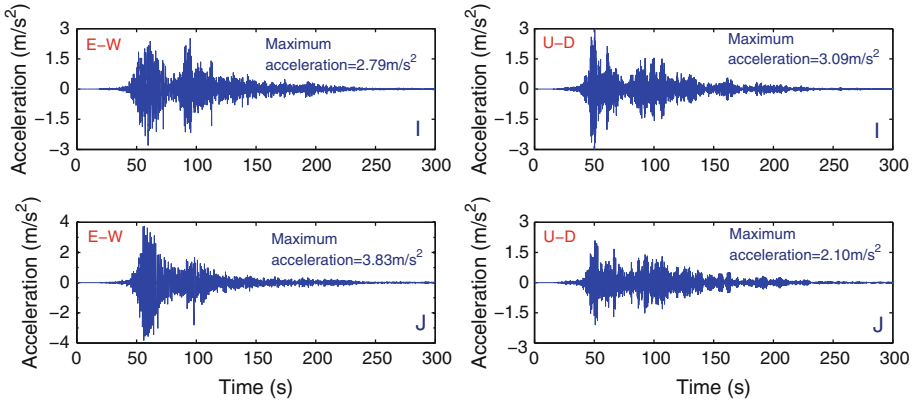 Acceleration (m/s²)
3
1.5
0
−1.5
−3
E–W
Maximum
acceleration=2.79m/s²
I
0 50 100 150 200 250 300
Acceleration (m/s²)
3
1.5
0
−1.5
−3
U–D
Maximum
acceleration=3.09m/s²
I
0 50 100 150 200 250 300
Acceleration (m/s²)
4
2
0
−2
−4
E–W
Maximum
acceleration=3.83m/s²
J
0 50 100 150 200 250 300
Time (s)
Acceleration (m/s²)
3
1.5
0
−1.5
−3
U–D
Maximum
acceleration=2.10m/s²
J
0 50 100 150 200 250 300
Time (s)